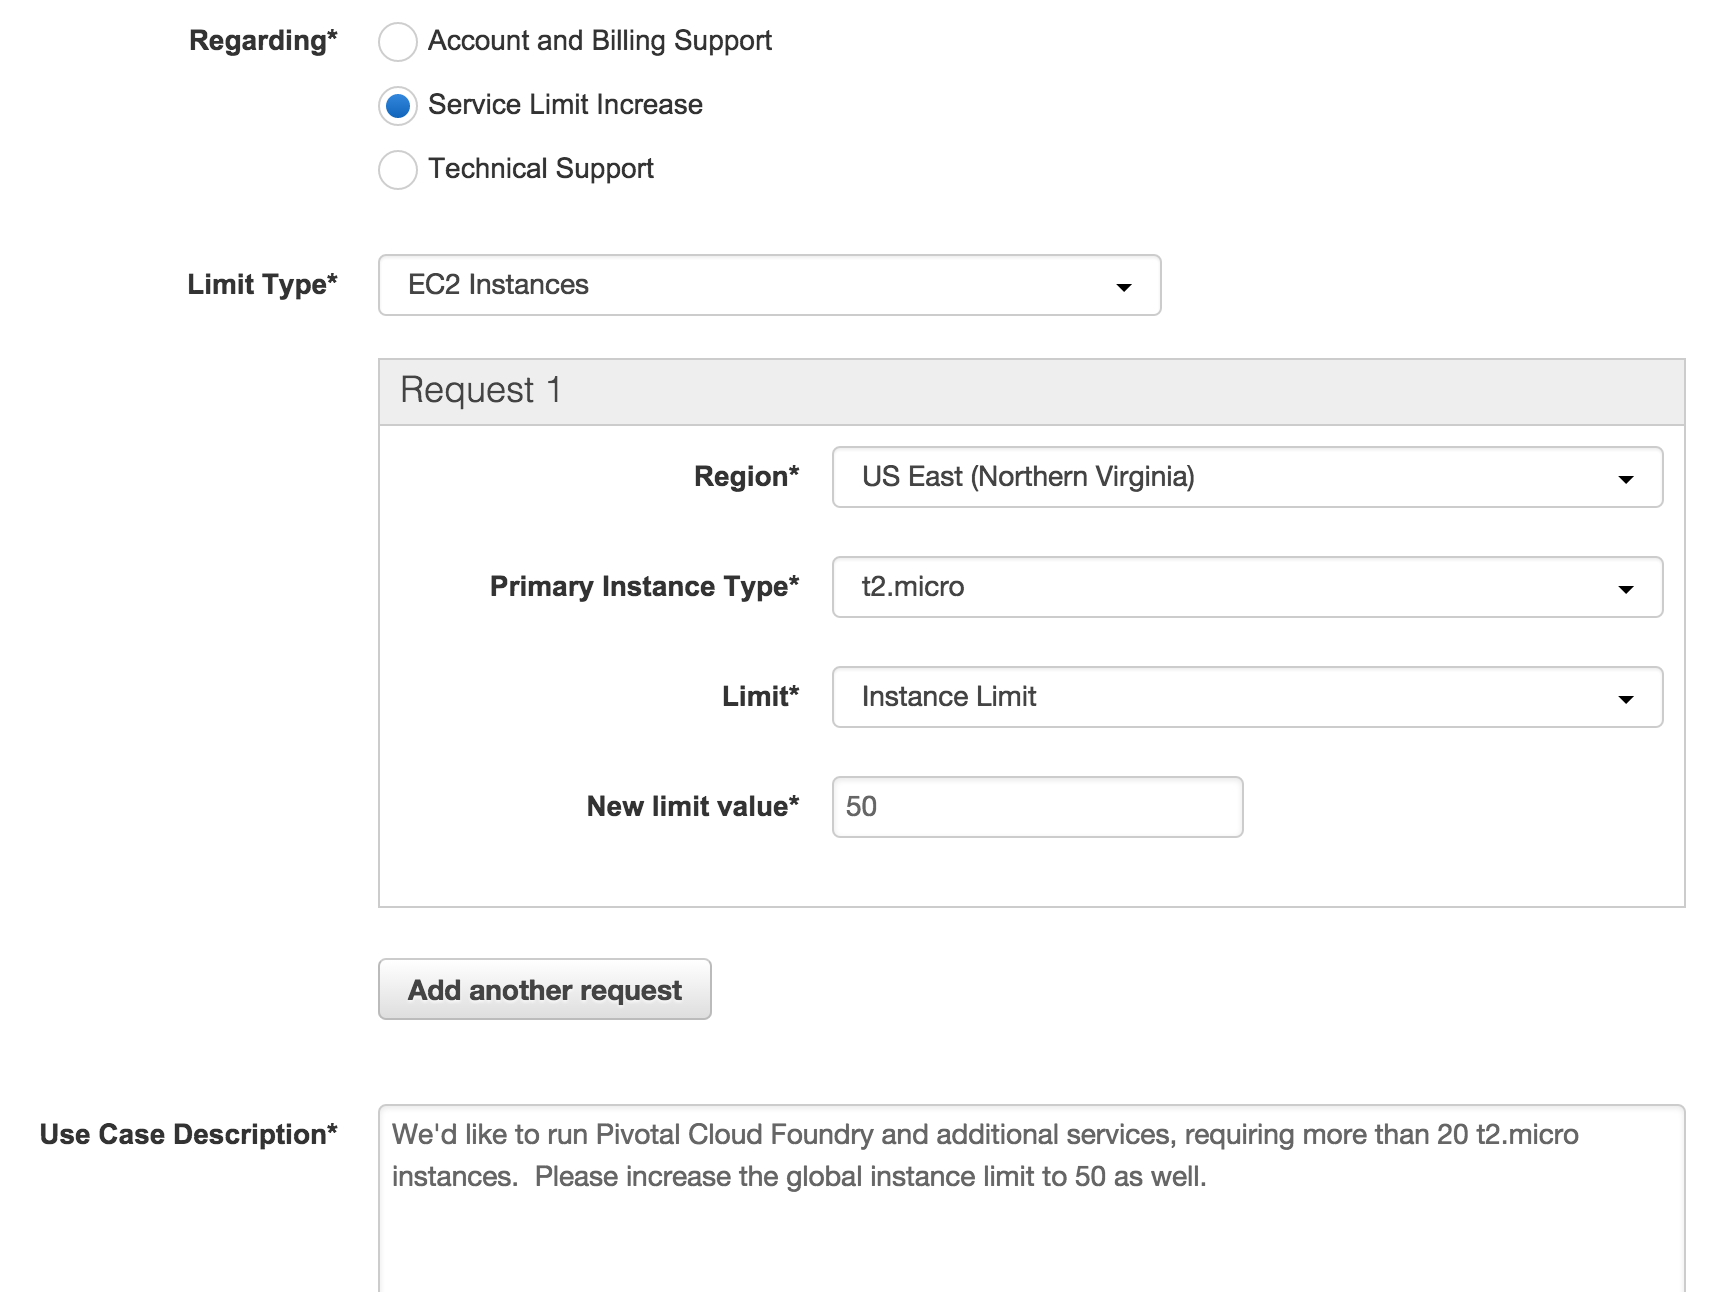 Regarding*
Account and Billing Support
Service Limit Increase
Technical Support
Limit Type*
EC2 Instances
Request 1
Region*
US East (Northern Virginia)
Primary Instance Type*
t2.micro
Limit*
Instance Limit
New limit value*
50
Add another request
Use Case Description*
We'd like to run Pivotal Cloud Foundry and additional services, requiring more than 20 t2.micro
instances.  Please increase the global instance limit to 50 as well.